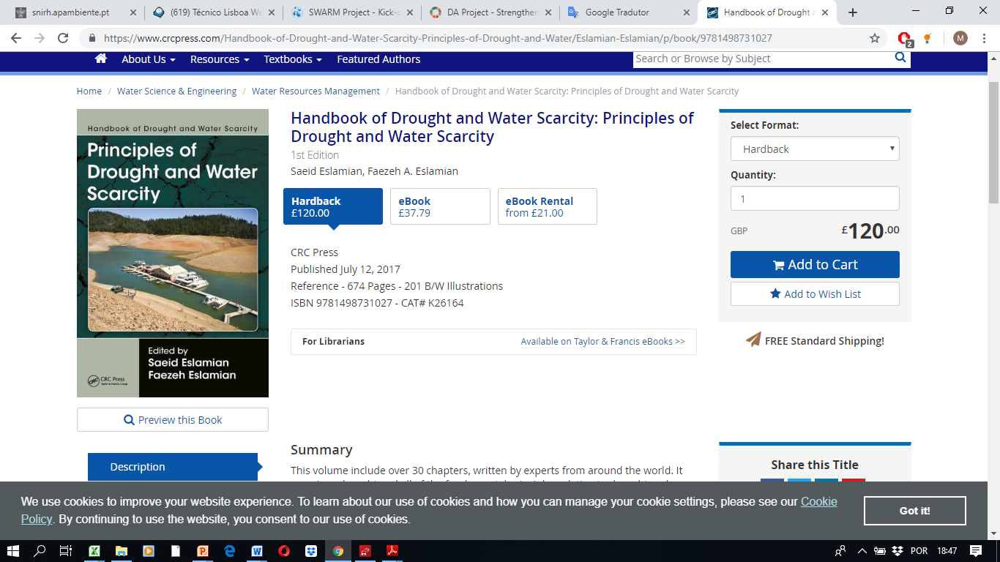 snirh.apambiente.pt
(619) Técnico Lisboa We
SWARM Project - Kick-o
DA Project - Strengthen
Google Tradutor
Handbook of Drought a
https://www.crcpress.com/Handbook-of-Drought-and-Water-Scarcity-Principles-of-Drought-and-Water/Eslamian-Eslamian/p/book/9781498731027
2
M
About Us
Resources
Textbooks
Featured Authors
Search or Browse by Subject
Home / Water Science & Engineering / Water Resources Management / Handbook of Drought and Water Scarcity: Principles of Drought and Water Scarcity
Handbook of Drought and Water Scarcity
Principles of
Drought and Water
Scarcity
Edited by
Saeid Eslamian
Faezeh Eslamian
CRC CRC Press
Taylor & Francis Group
Preview this Book
Description
Handbook of Drought and Water Scarcity: Principles of
Drought and Water Scarcity
1st Edition
Saeid Eslamian, Faezeh A. Eslamian
Hardback
£120.00
eBook
£37.79
eBook Rental
from £21.00
CRC Press
Published July 12, 2017
Reference - 674 Pages - 201 B/W Illustrations
ISBN 9781498731027 - CAT# K26164
For Librarians
Available on Taylor & Francis eBooks >>
Summary
This volume include over 30 chapters, written by experts from around the world. It
Select Format:
Hardback
Quantity:
1
GBP
£120.00
Add to Cart
Add to Wish List
FREE Standard Shipping!
Share this Title
We use cookies to improve your website experience. To learn about our use of cookies and how you can manage your cookie settings, please see our Cookie
Policy. By continuing to use the website, you consent to our use of cookies.
Got it!
POR
18:47